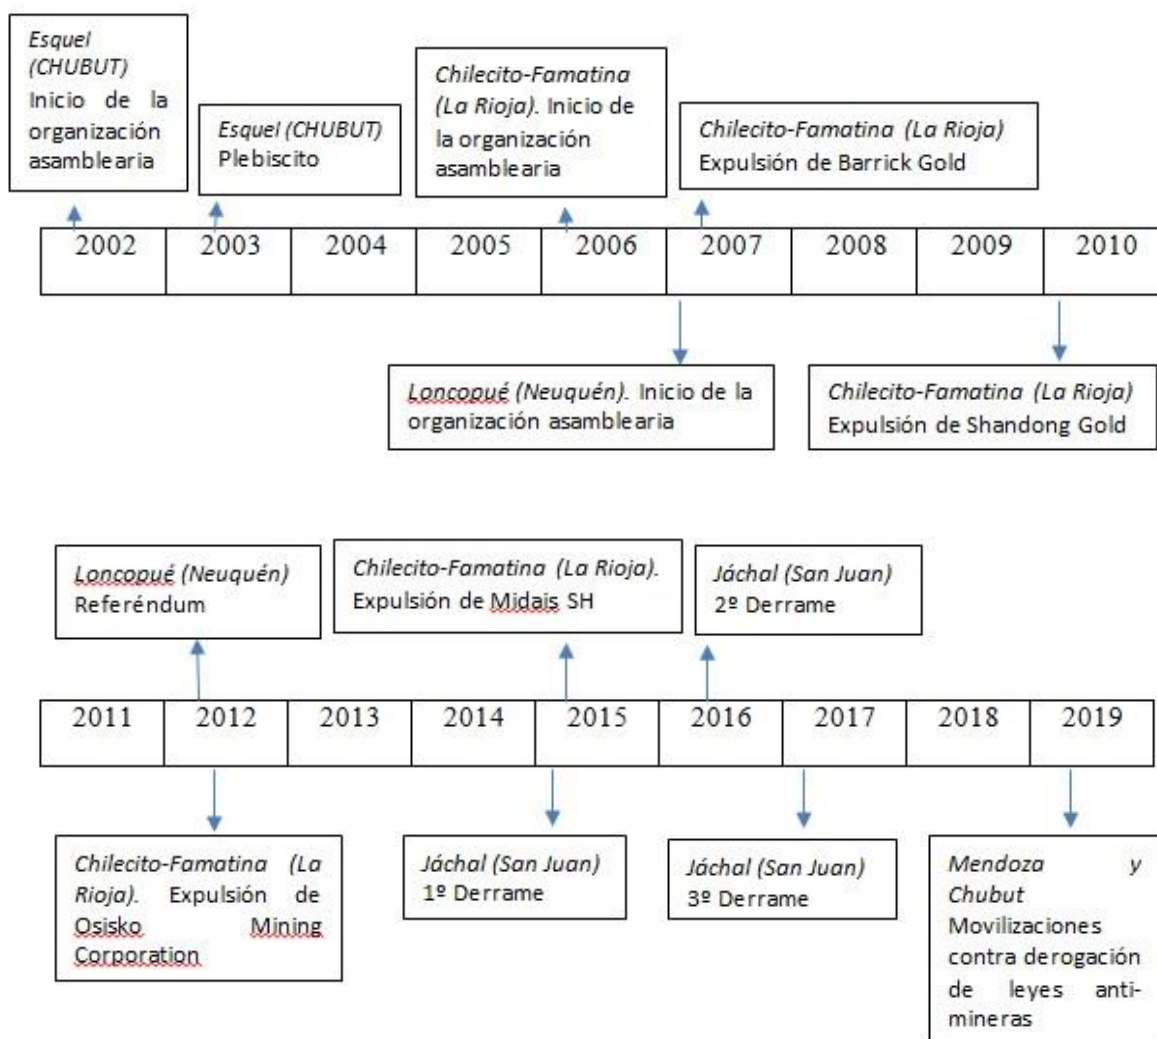 Esquel
(CHUBUT)
Inicio de la
organización
asamblearia
Esquel (CHUBUT)
Plebiscito
Chilecito-Famatina
(La Rioja). Inicio de
la organización
asamblearia
Chilecito-Famatina (La Rioja)
Expulsión de Barrick Gold
2002 2003 2004 2005 2006 2007 2008 2009 2010
Loncopué (Neuquén). Inicio de la
organización asamblearia
Chilecito-Famatina (La Rioja)
Expulsión de Shandong Gold
Loncopué (Neuquén)
Referéndum
Chilecito-Famatina (La Rioja).
Expulsión de Midais SH
Jáchal (San Juan)
2º Derrame
2011 2012 2013 2014 2015 2016 2017 2018 2019
Chilecito-Famatina (La
Rioja). Expulsión de
Osisko Mining
Corporation
Jáchal (San Juan)
1º Derrame
Jáchal (San Juan)
3º Derrame
Mendoza y
Chubut
Movilizaciones
contra derogación
de leyes anti-
mineras